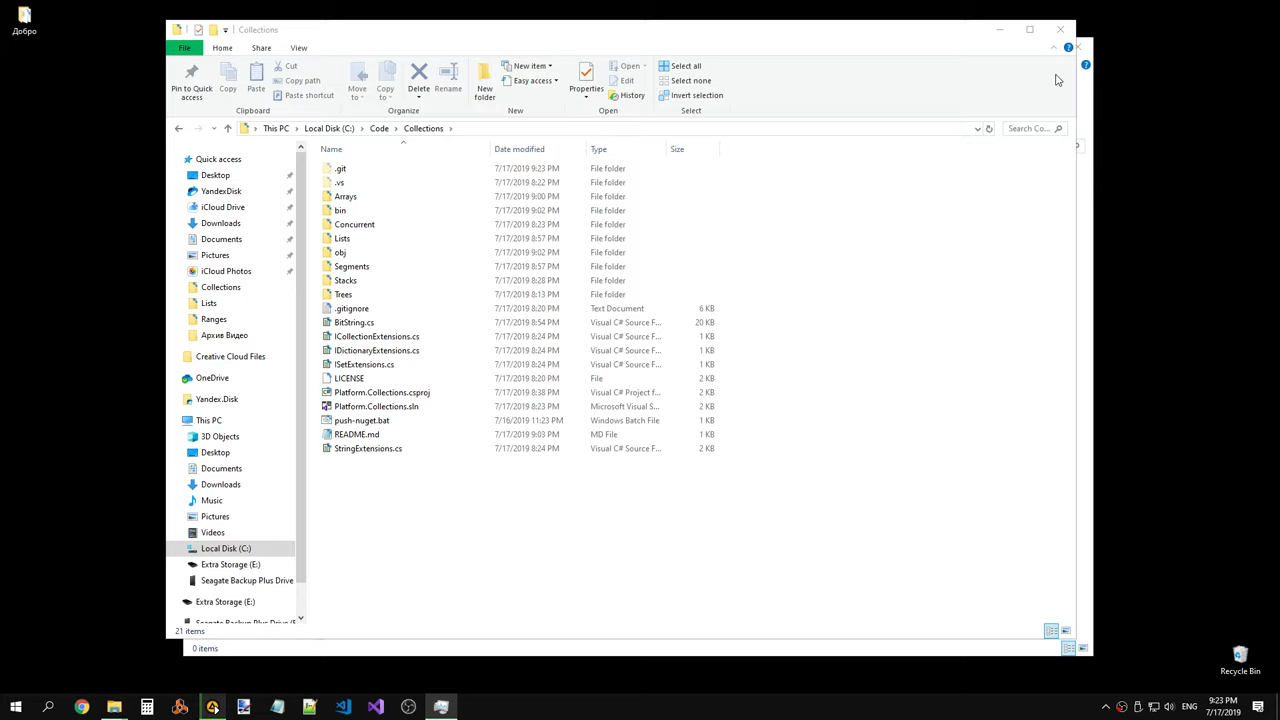 Добро
Collections
File Home Share View
Pin to Quick access
Copy
Paste
Cut
Copy path
Paste shortcut
Clipboard
Move to
Copy to
Delete
Rename
Organize
New folder
New item
Easy access
New
Properties
Open
Edit
History
Open
Select all
Select none
Invert selection
Select
This PC > Local Disk (C:) > Code > Collections >
Search Co...
Name Date modified Type Size
.git 7/17/2019 9:23 PM File folder
.vs 7/17/2019 8:22 PM File folder
Arrays 7/17/2019 9:00 PM File folder
bin 7/17/2019 9:02 PM File folder
Concurrent 7/17/2019 8:23 PM File folder
Lists 7/17/2019 8:57 PM File folder
obj 7/17/2019 9:02 PM File folder
Segments 7/17/2019 8:57 PM File folder
Stacks 7/17/2019 8:28 PM File folder
Trees 7/17/2019 8:13 PM File folder
.gitignore 7/17/2019 8:20 PM Text Document 6 KB
BitString.cs 7/17/2019 8:54 PM Visual C# Source F... 20 KB
ICollectionExtensions.cs 7/17/2019 8:24 PM Visual C# Source F... 1 KB
IDictionaryExtensions.cs 7/17/2019 8:24 PM Visual C# Source F... 1 KB
ISetExtensions.cs 7/17/2019 8:24 PM Visual C# Source F... 1 KB
LICENSE 7/17/2019 8:20 PM File 2 KB
Platform.Collections.csproj 7/17/2019 8:38 PM Visual C# Project f... 2 KB
Platform.Collections.sln 7/17/2019 8:23 PM Microsoft Visual S... 2 KB
push-nuget.bat 7/16/2019 11:23 PM Windows Batch File 1 KB
README.md 7/17/2019 9:03 PM MD File 1 KB
StringExtensions.cs 7/17/2019 8:24 PM Visual C# Source F... 2 KB
Quick access
Desktop
YandexDisk
iCloud Drive
Downloads
Documents
Pictures
iCloud Photos
Collections
Lists
Ranges
Архив Видео
Creative Cloud Files
OneDrive
Yandex.Disk
This PC
3D Objects
Desktop
Documents
Downloads
Music
Pictures
Videos
Local Disk (C:)
Extra Storage (E:)
Seagate Backup Plus Drive
Extra Storage (E:)
21 items
0 items
Recycle Bin
ENG
9:23 PM
7/17/2019